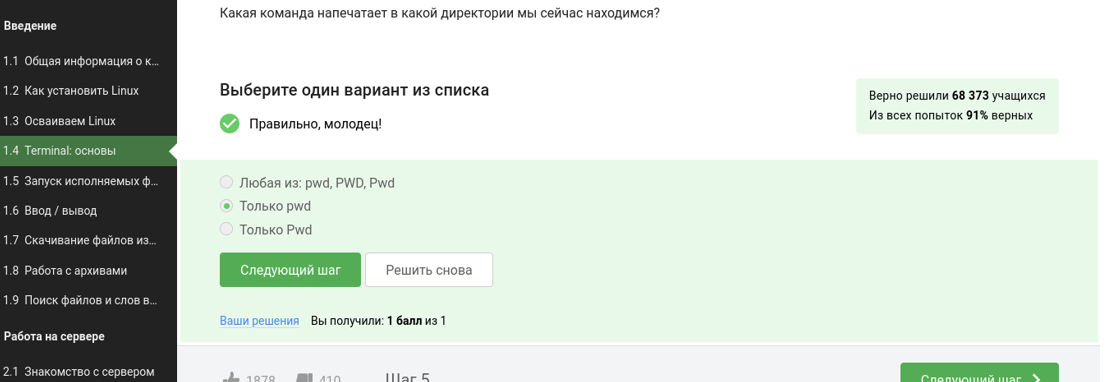 Введение
1.1 Общая информация о к...
1.2 Как установить Linux
1.3 Осваиваем Linux
1.4 Terminal: основы
1.5 Запуск исполняемых ф...
1.6 Ввод / вывод
1.7 Скачивание файлов из...
1.8 Работа с архивами
1.9 Поиск файлов и слов в...
Работа на сервере
2.1 Знакомство с сервером
Какая команда напечатает в какой директории мы сейчас находимся?
Выберите один вариант из списка
Правильно, молодец!
Верно решили 68 373 учащихся
Из всех попыток 91% верных
Любая из: pwd, PWD, Pwd
Только pwd
Только Pwd
Следующий шаг
Решить снова
Ваши решения Вы получили: 1 балл из 1
1878 410 Шаг 5
Следующий шаг